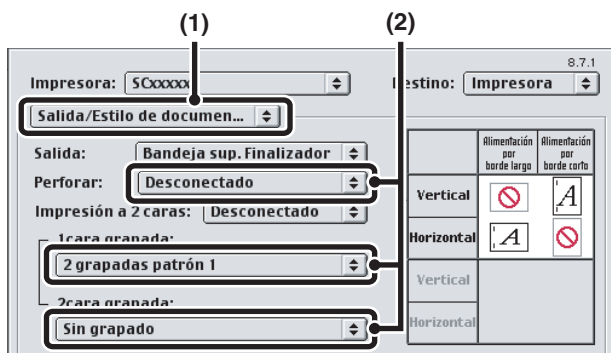 (1) (2)
8.7.1
Impresora: SCxxxxx Destino: Impresora
Salida/Estilo de documen...
Salida: Bandeja sup. Finalizador
Perforar: Desconectado
Impresión a 2 caras: Desconectado
1cara grapada:
2 grapadas patrón 1
2cara grapada:
Sin grapado
Alimentación por borde largo
Alimentación por borde corto
Vertical A
Horizontal A
Vertical
Horizontal